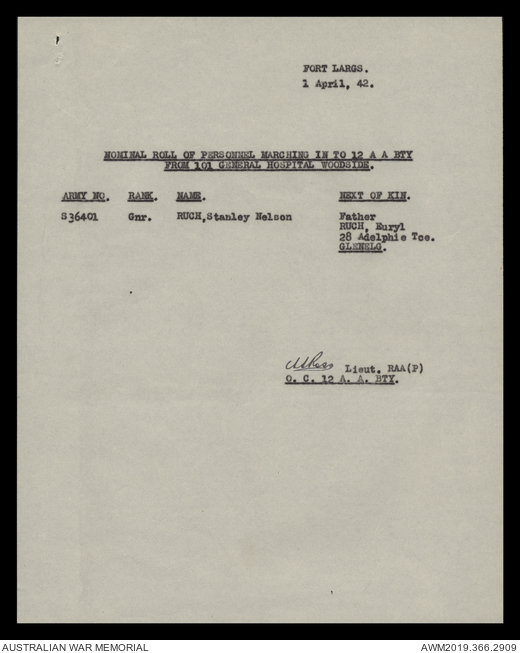 FORT LARGS.
1 April, 42.
NOMINAL ROLL OF PERSONNEL MARCHING IN TO 12 A A BTY
FROM 101 GENERAL HOSPITAL WOODSIDE.
ARMY NO. RANK. NAME. NEXT OF KIN.
S36401 Gnr. RUCH,Stanley Nelson Father
RUCH, Euryl
28 Adelphie Tce.
GLENELG.
Lieut. RAA(P)
O. C. 12 A. A. BTY.
AUSTRALIAN WAR MEMORIAL AWM2019.366.2909